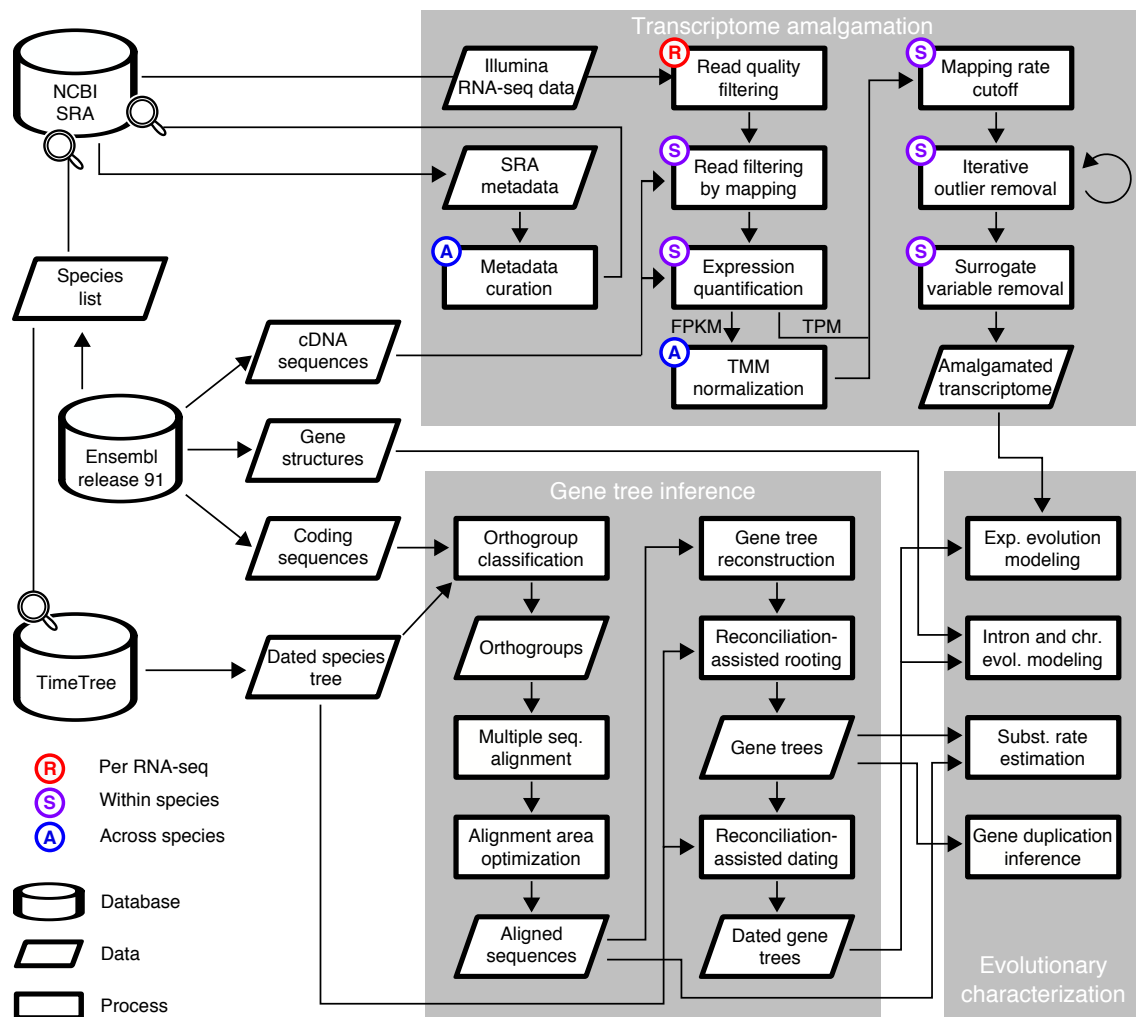 Transcriptome amalgamation
NCBI
SRA
Illumina
RNA-seq data
R
Read quality
filtering
S
Mapping rate
cutoff
SRA
metadata
S
Read filtering
by mapping
S
Iterative
outlier removal
A
Metadata
curation
S
Expression
quantification
S
Surrogate
variable removal
Species
list
FPKM
TPM
cDNA
sequences
A
TMM
normalization
Amalgamated
transcriptome
Ensembl
release 91
Gene
structures
Coding
sequences
Gene tree inference
Orthogroup
classification
Gene tree
reconstruction
Exp. evolution
modeling
TimeTree
Dated species
tree
Orthogroups
Reconciliation-
assisted rooting
Intron and chr.
evol. modeling
Multiple seq.
alignment
Gene trees
Subst. rate
estimation
Alignment area
optimization
Reconciliation-
assisted dating
Gene duplication
inference
Aligned
sequences
Dated gene
trees
Evolutionary
characterization
R Per RNA-seq
S Within species
A Across species
Database
Data
Process